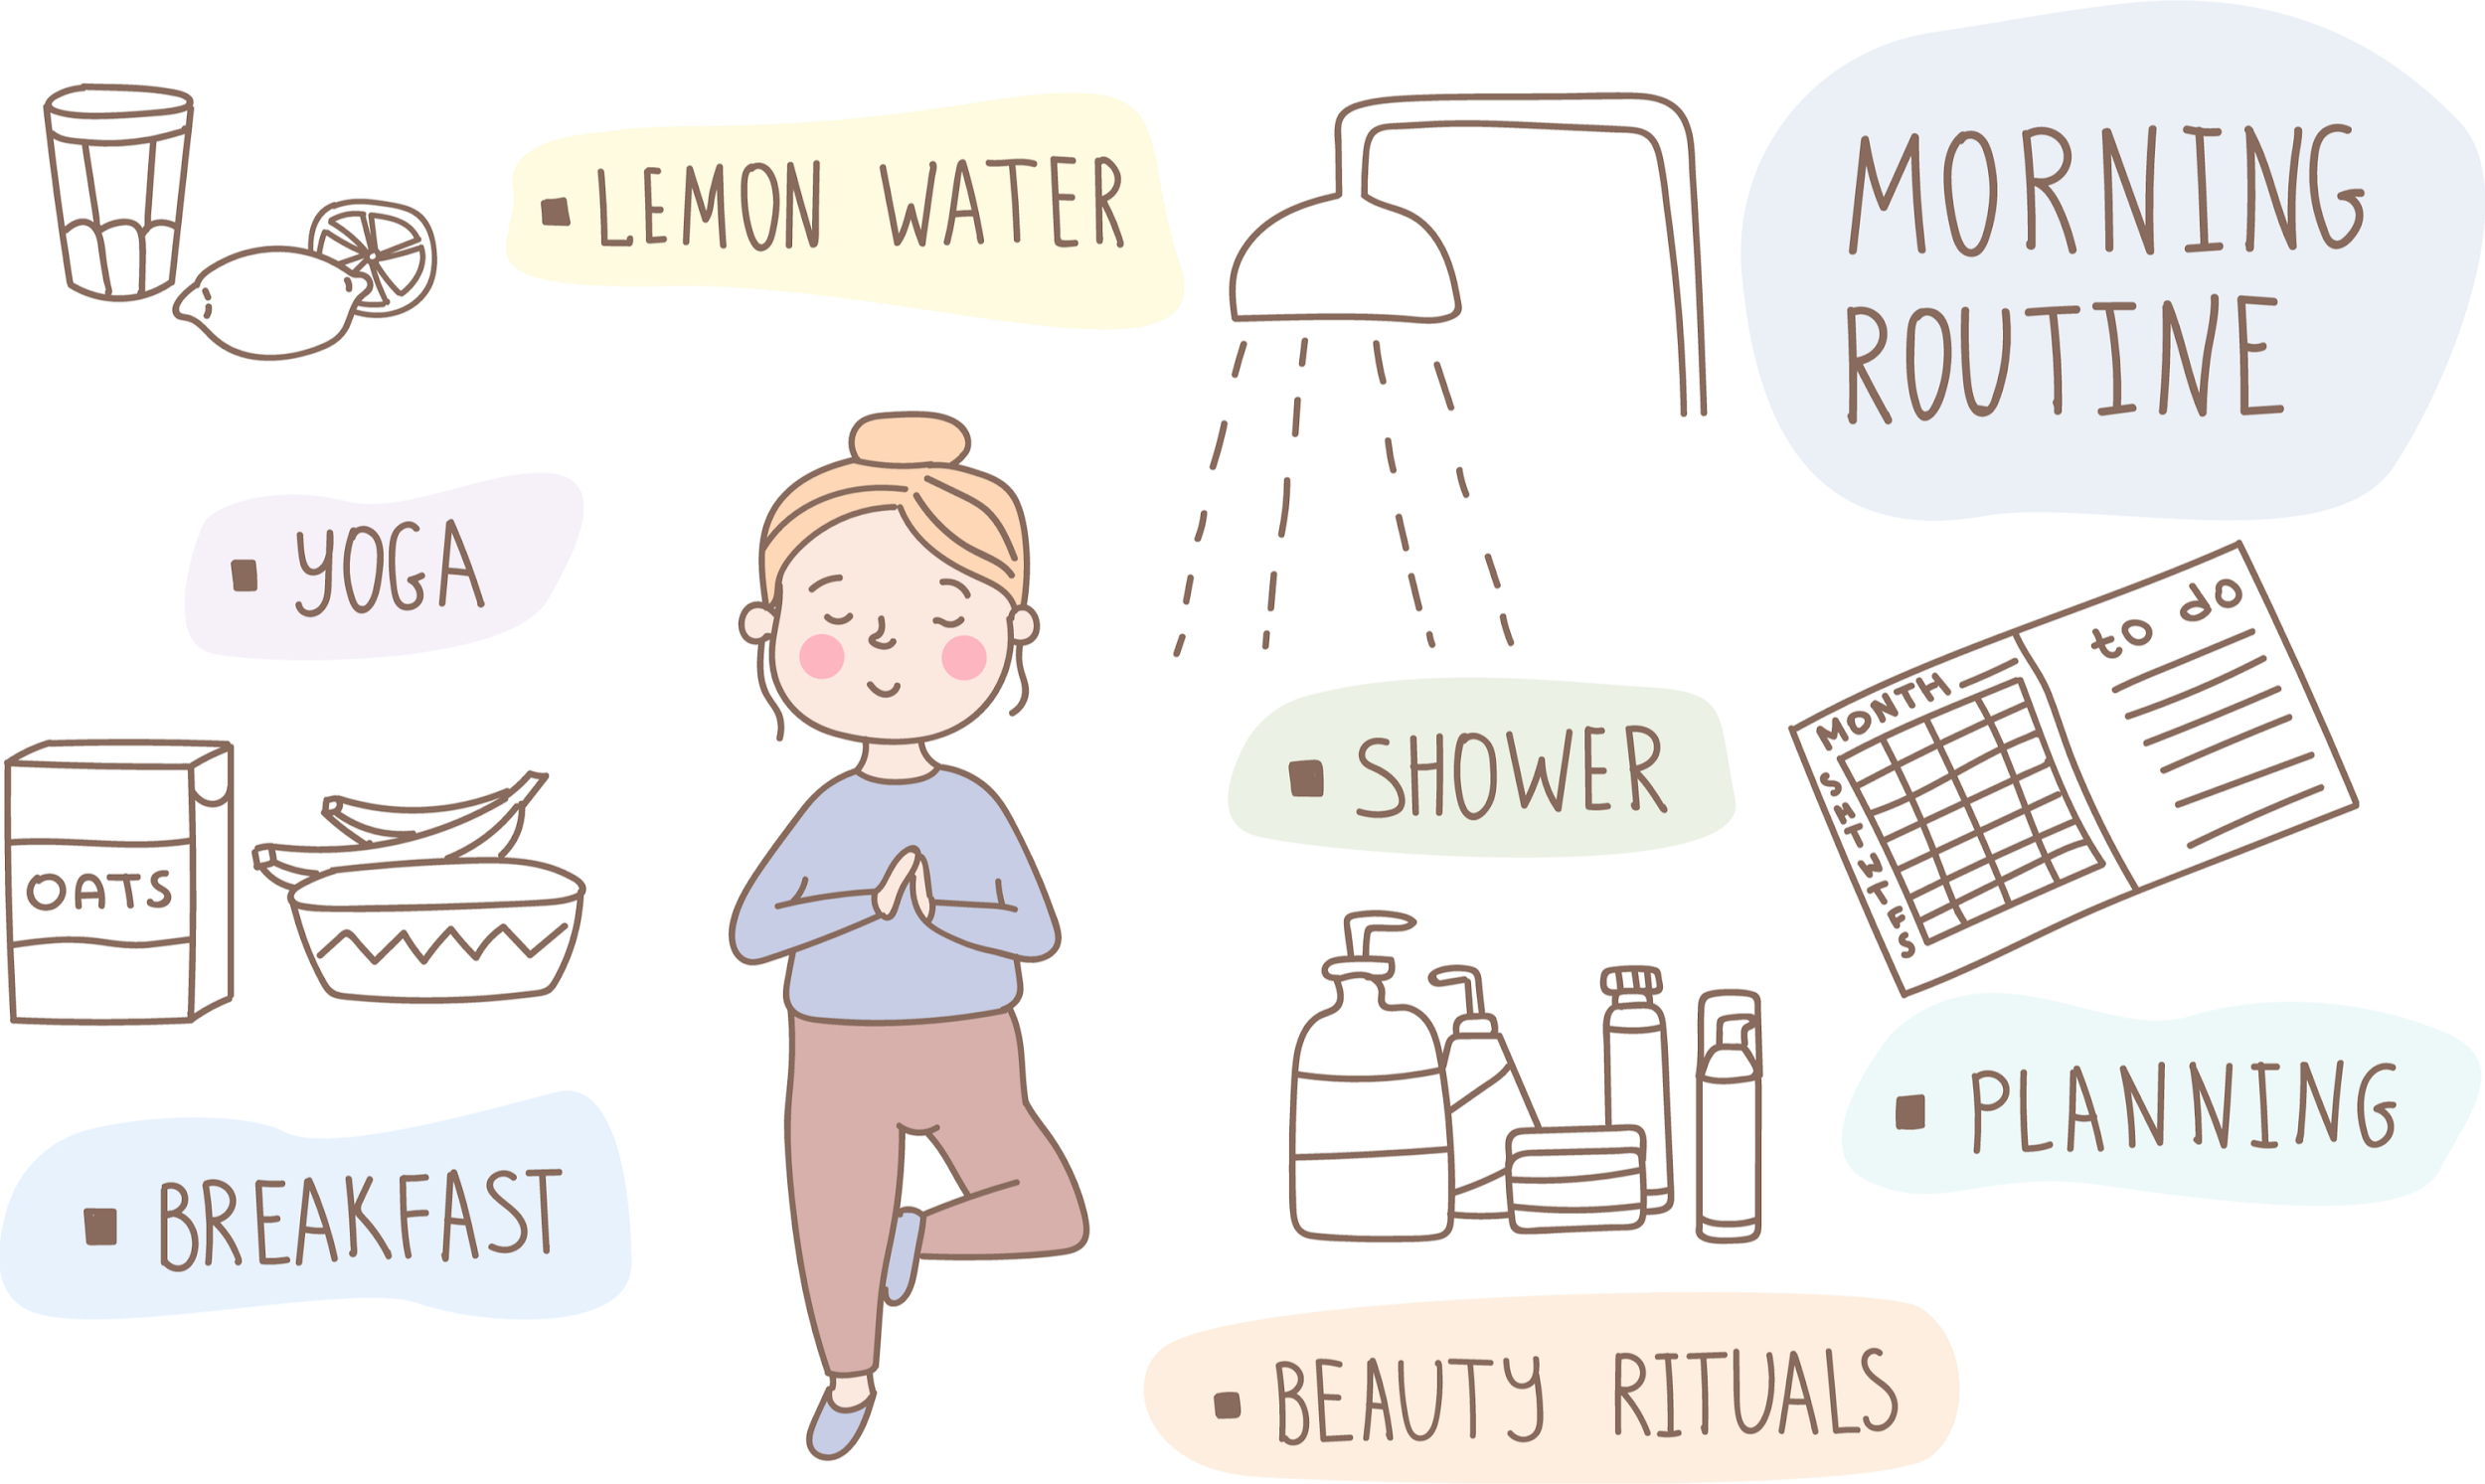 MORNING
ROUTINE
LEMON WATER
YOGA
OATS
BREAKFAST
SHOWER
to do
MONTH
BEAUTY RITUALS
PLANNING